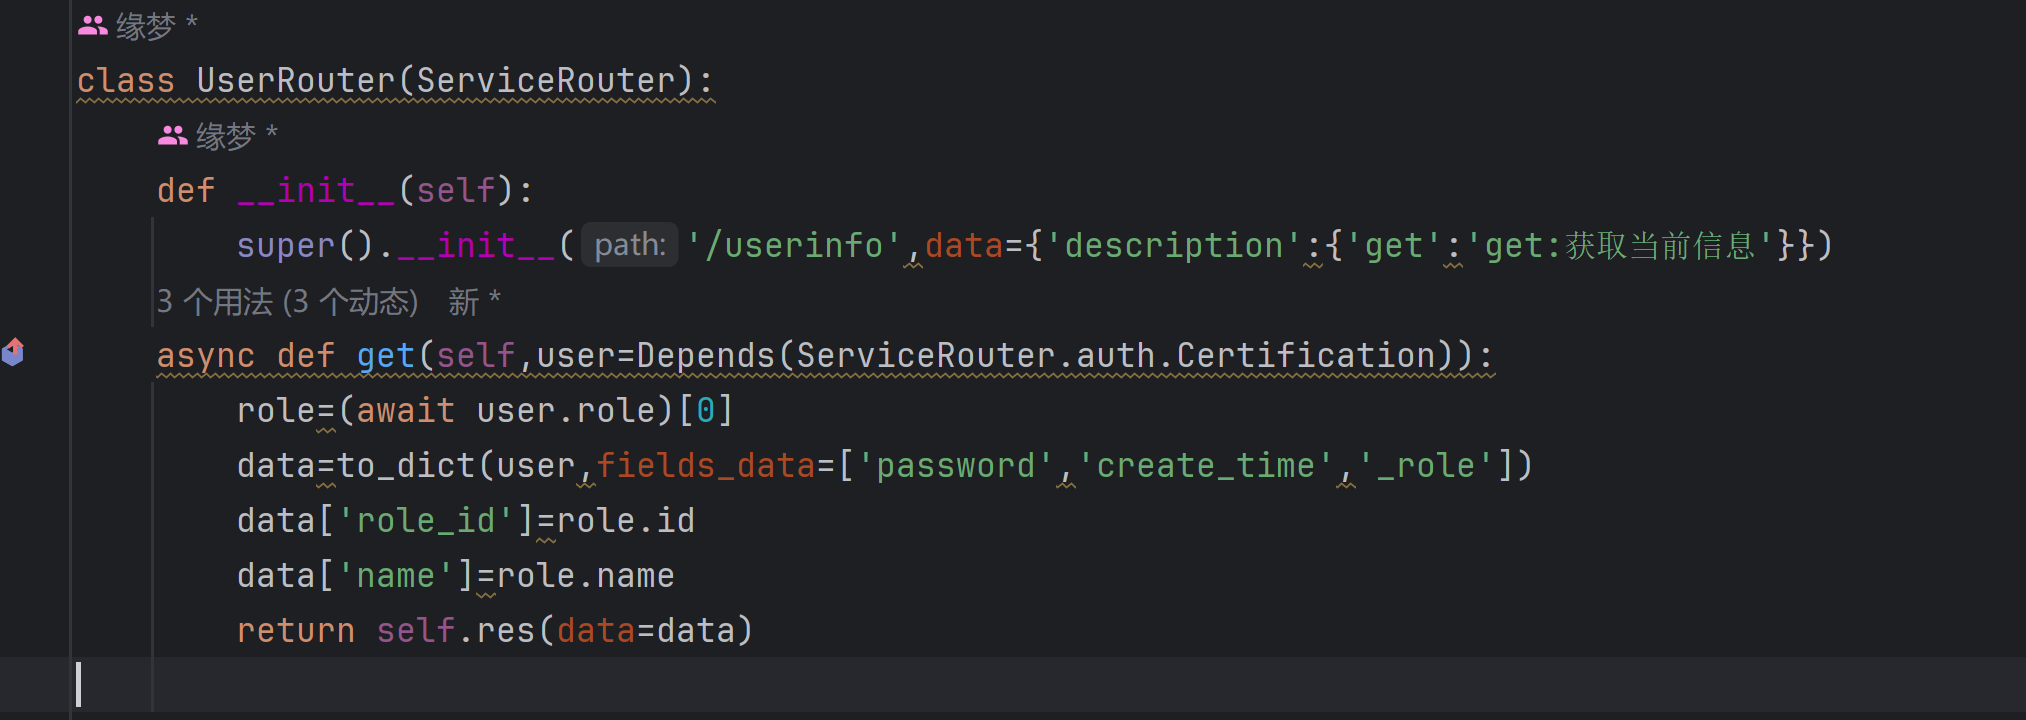 缘梦 *
class UserRouter(ServiceRouter):
缘梦 *
def __init__(self):
super().__init__(path: '/userinfo',data={'description':{'get':'get:获取当前信息'}})
3 个用法 (3 个动态) 新 *
async def get(self,user=Depends(ServiceRouter.auth.Certification)):
role=(await user.role)[0]
data=to_dict(user,fields_data=['password','create_time','_role'])
data['role_id']=role.id
data['name']=role.name
return self.res(data=data)